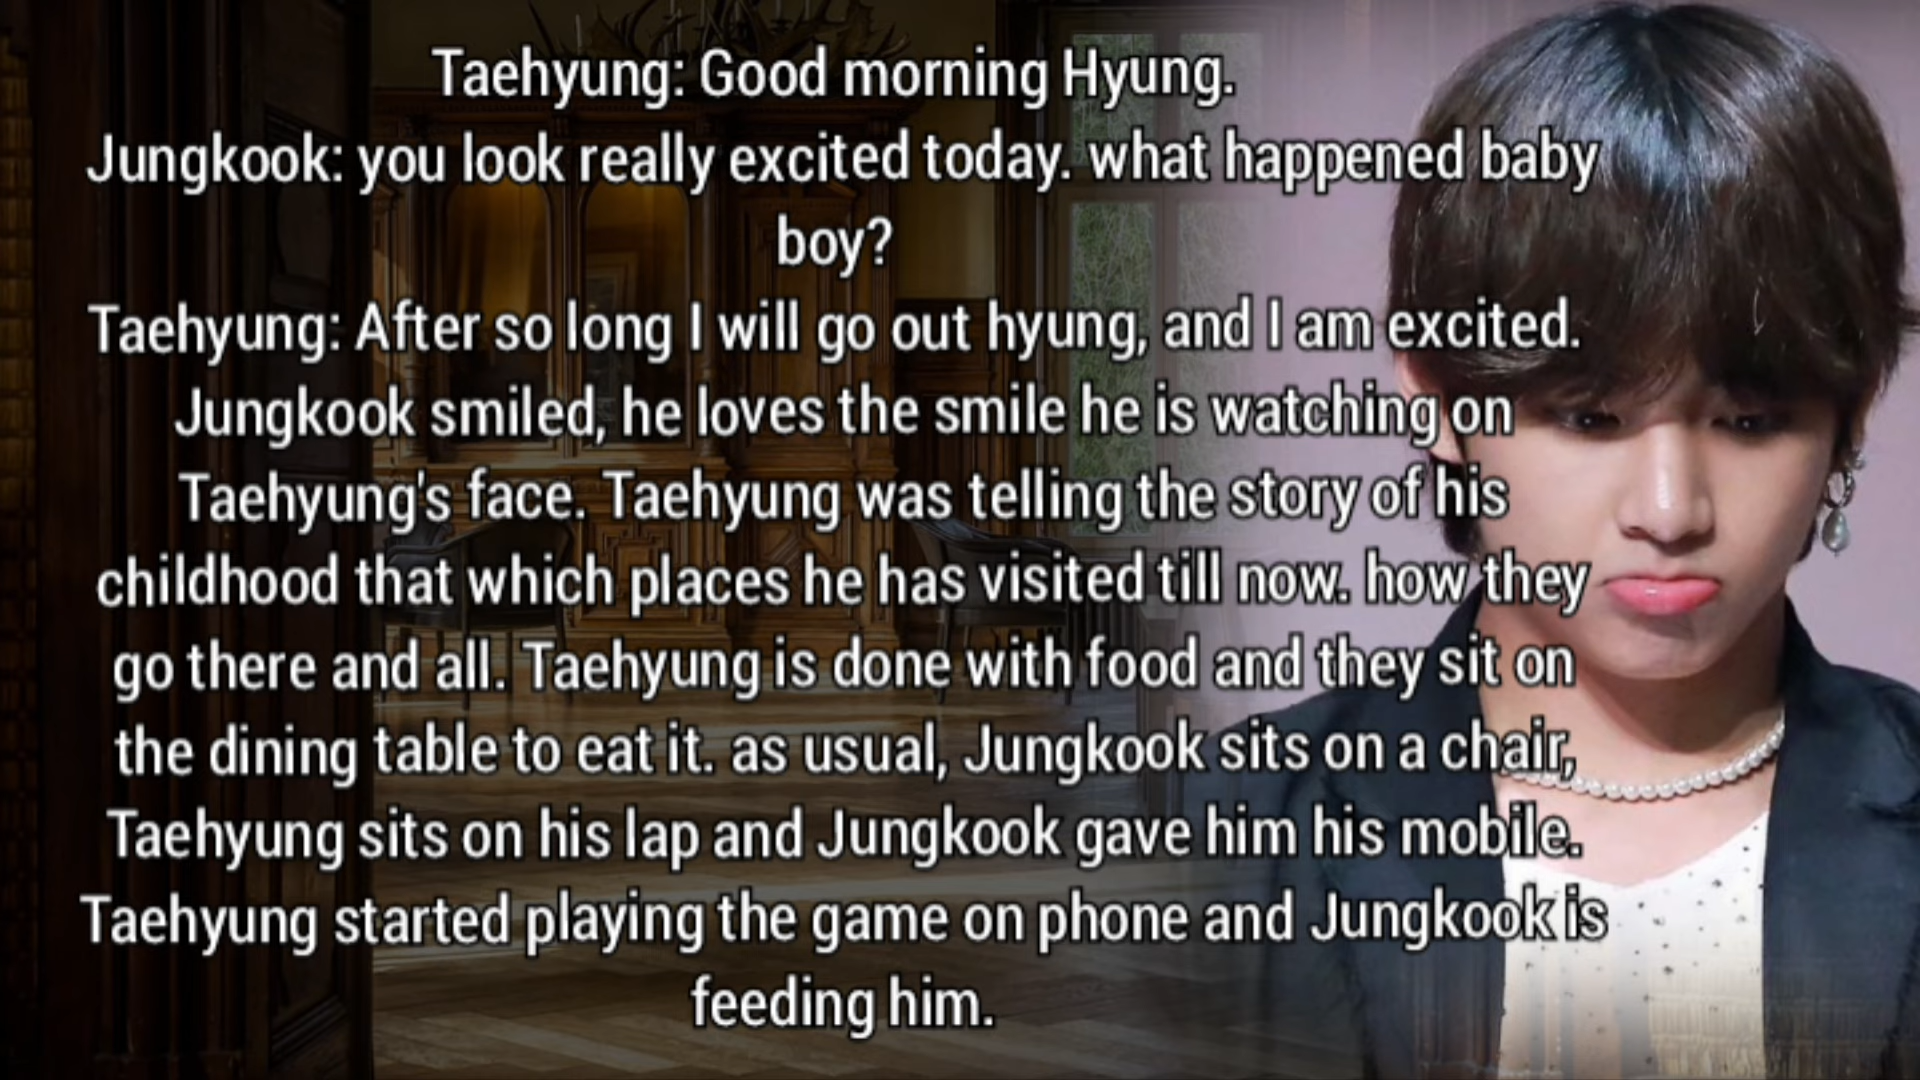 Taehyung: Good morning Hyung.
Jungkook: you look really excited today. what happened baby
boy?
Taehyung: After so long I will go out hyung, and I am excited.
Jungkook smiled, he loves the smile he is watching on
Taehyung's face. Taehyung was telling the story of his
childhood that which places he has visited till now. how they
go there and all. Taehyung is done with food and they sit on
the dining table to eat it. as usual, Jungkook sits on a chair,
Taehyung sits on his lap and Jungkook gave him his mobile.
Taehyung started playing the game on phone and Jungkook is
feeding him.